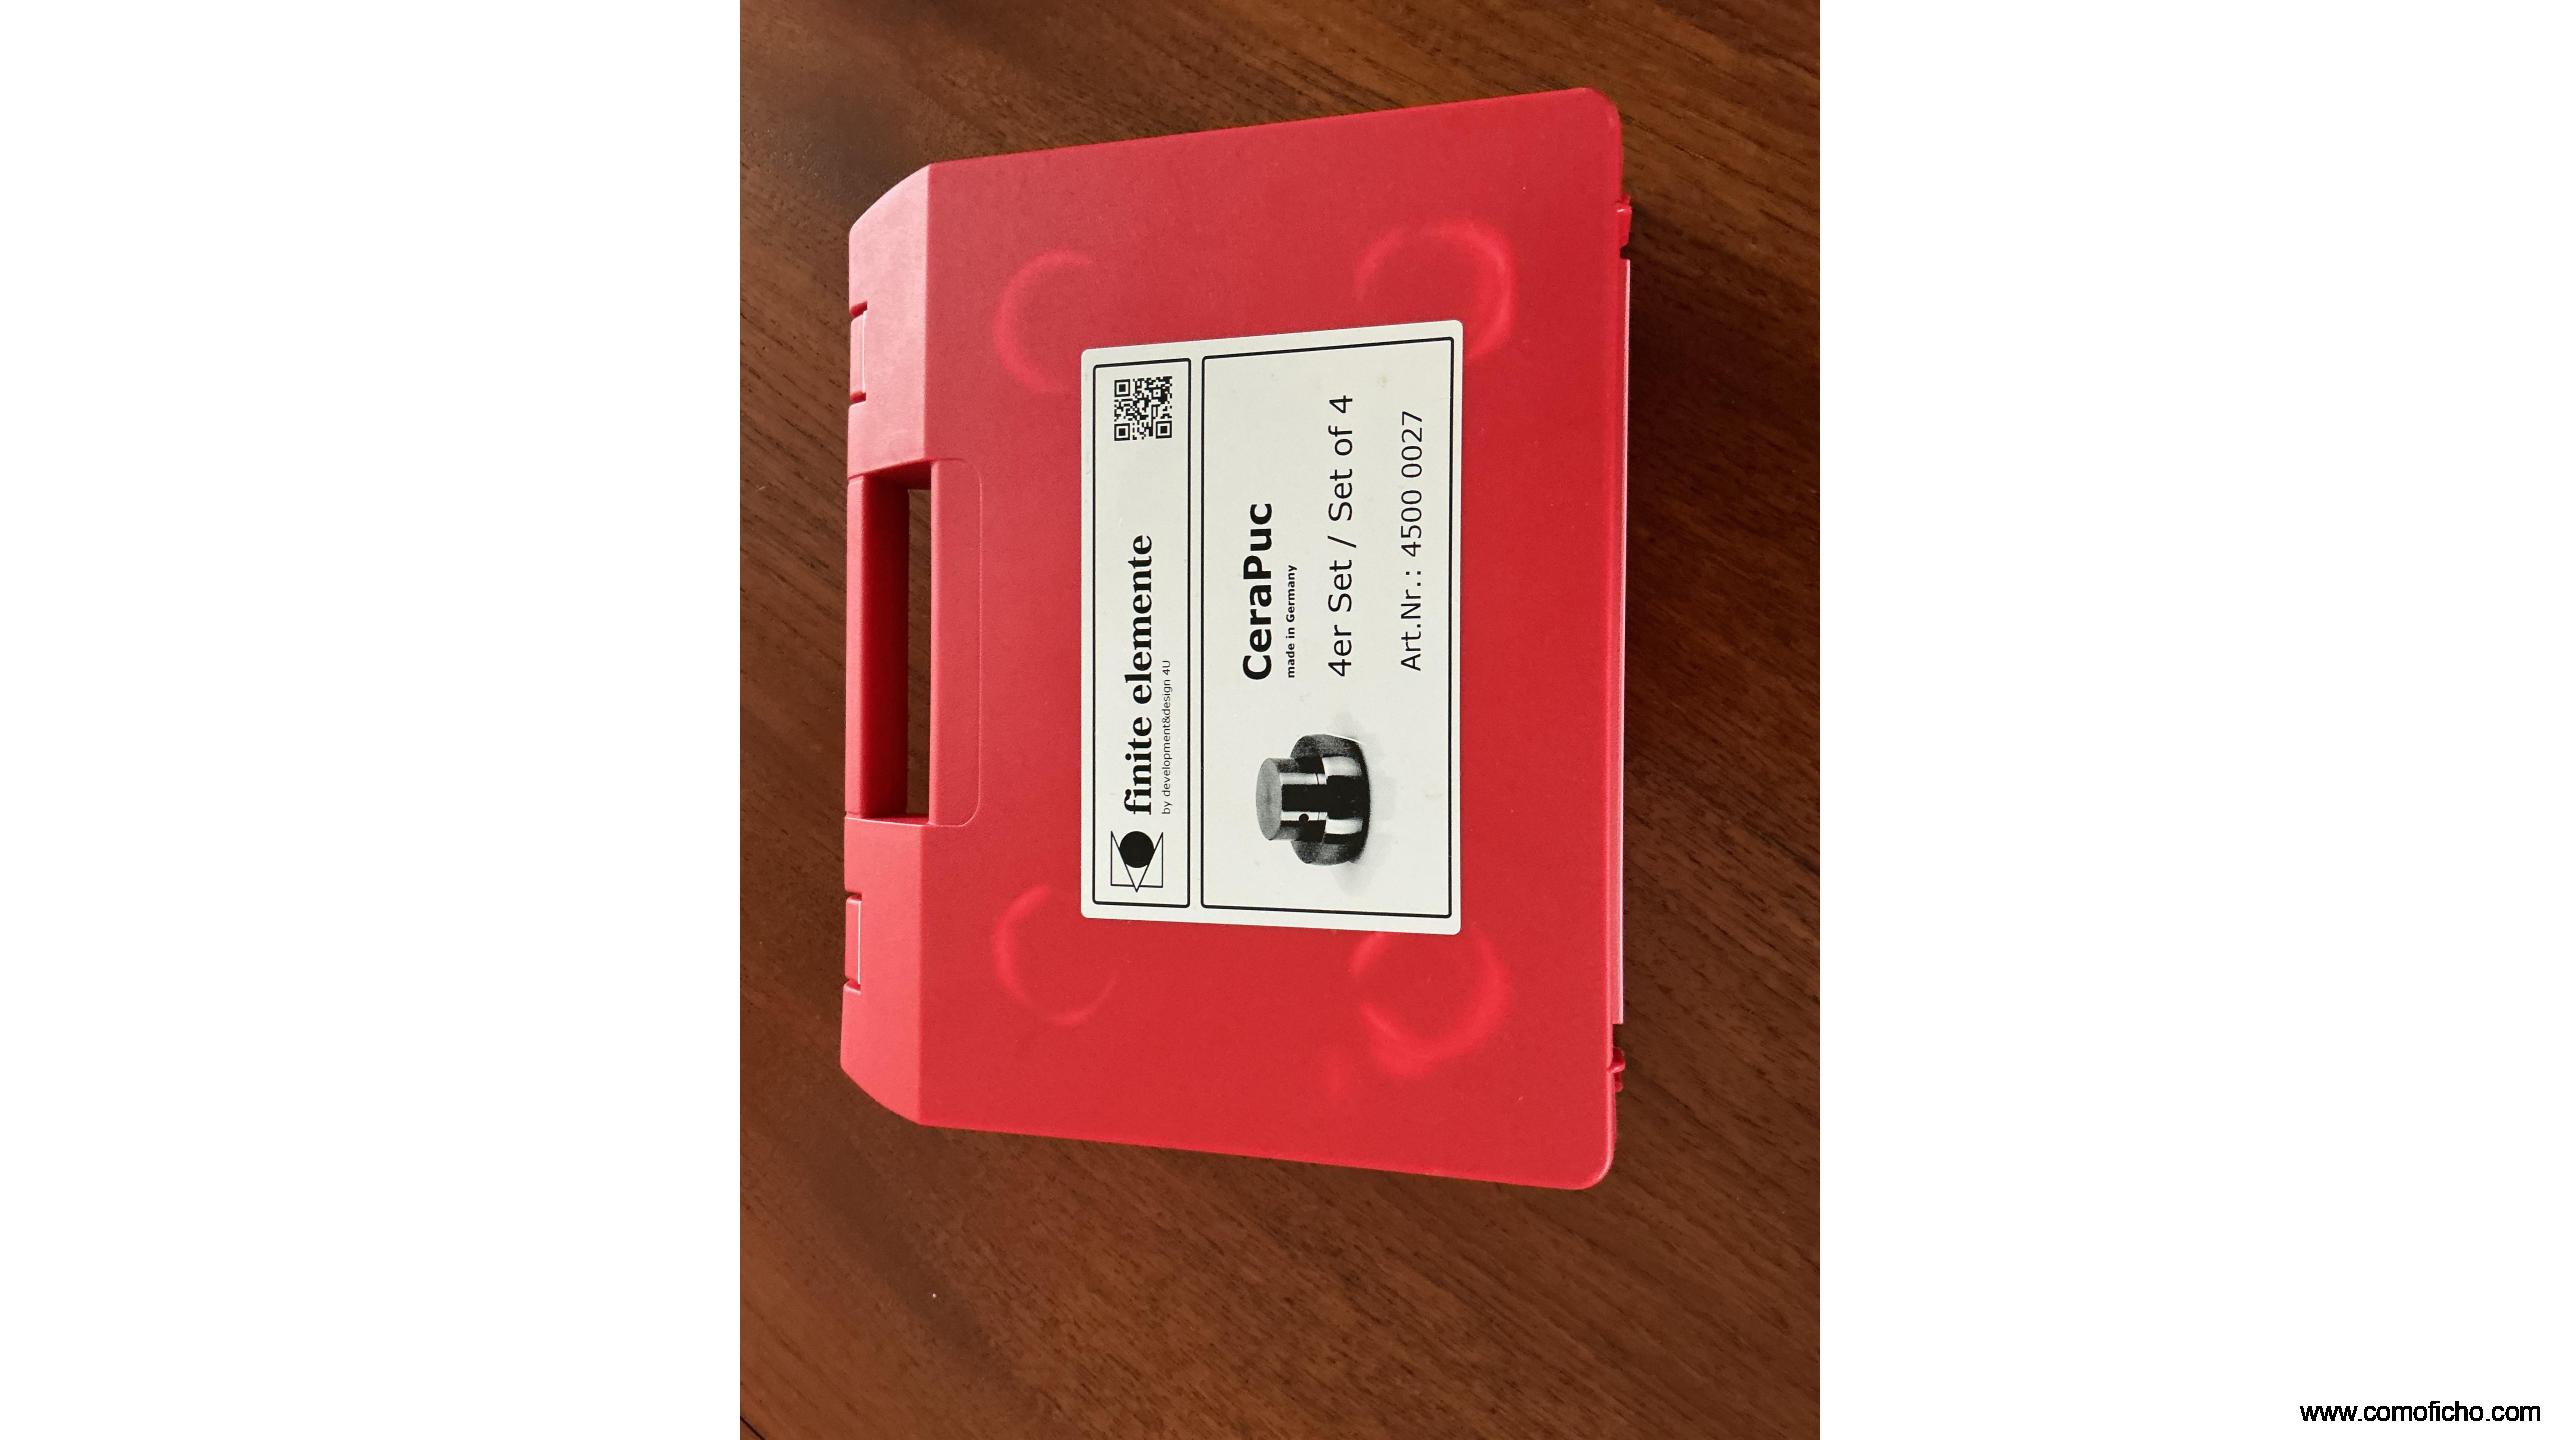 finite elemente
by development&design 4U
CeraPuc
made in Germany
4er Set / Set of 4
Art.Nr.: 4500 0027
www.comoficho.com